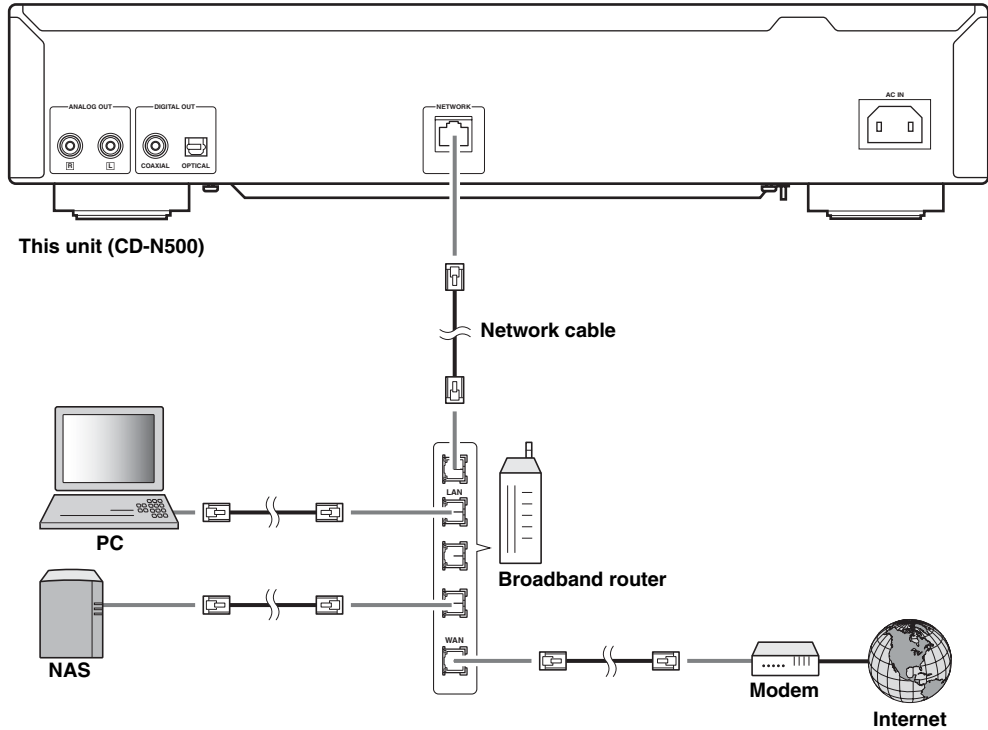 ANALOG OUT
DIGITAL OUT
NETWORK
AC IN
R
L
COAXIAL
OPTICAL
This unit (CD-N500)
Network cable
LAN
PC
Broadband router
NAS
WAN
Modem
Internet